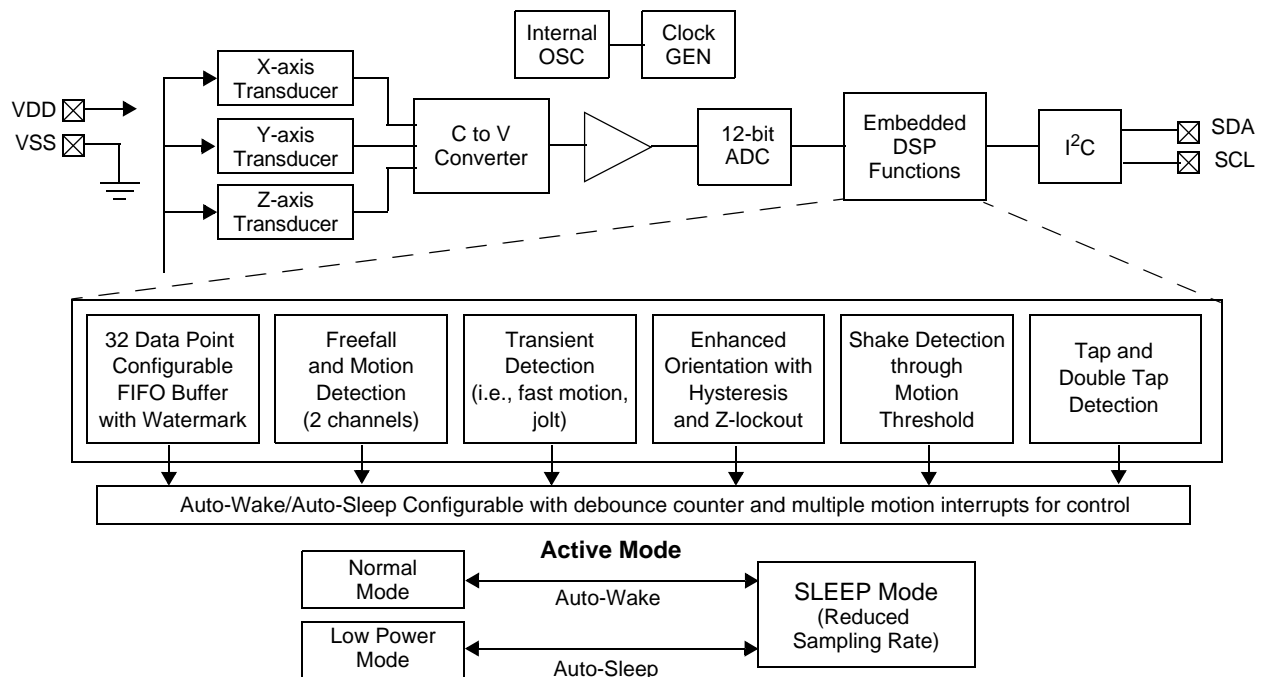 Internal
OSC
Clock
GEN
X-axis
Transducer
VDD
VSS
Y-axis
Transducer
Z-axis
Transducer
C to V
Converter
12-bit
ADC
Embedded
DSP
Functions
I²C
SDA
SCL
32 Data Point
Configurable
FIFO Buffer
with Watermark
Freefall
and Motion
Detection
(2 channels)
Transient
Detection
(i.e., fast motion,
jolt)
Enhanced
Orientation with
Hysteresis
and Z-lockout
Shake Detection
through
Motion
Threshold
Tap and
Double Tap
Detection
Auto-Wake/Auto-Sleep Configurable with debounce counter and multiple motion interrupts for control
Active Mode
Normal
Mode
Auto-Wake
Low Power
Mode
Auto-Sleep
SLEEP Mode
(Reduced
Sampling Rate)